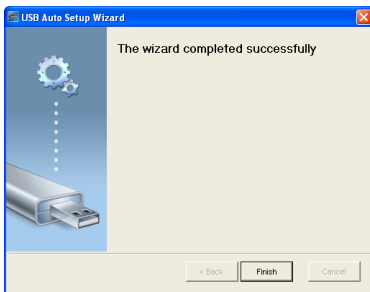 USB Auto Setup Wizard
The wizard completed successfully
< Back
Finish
Cancel